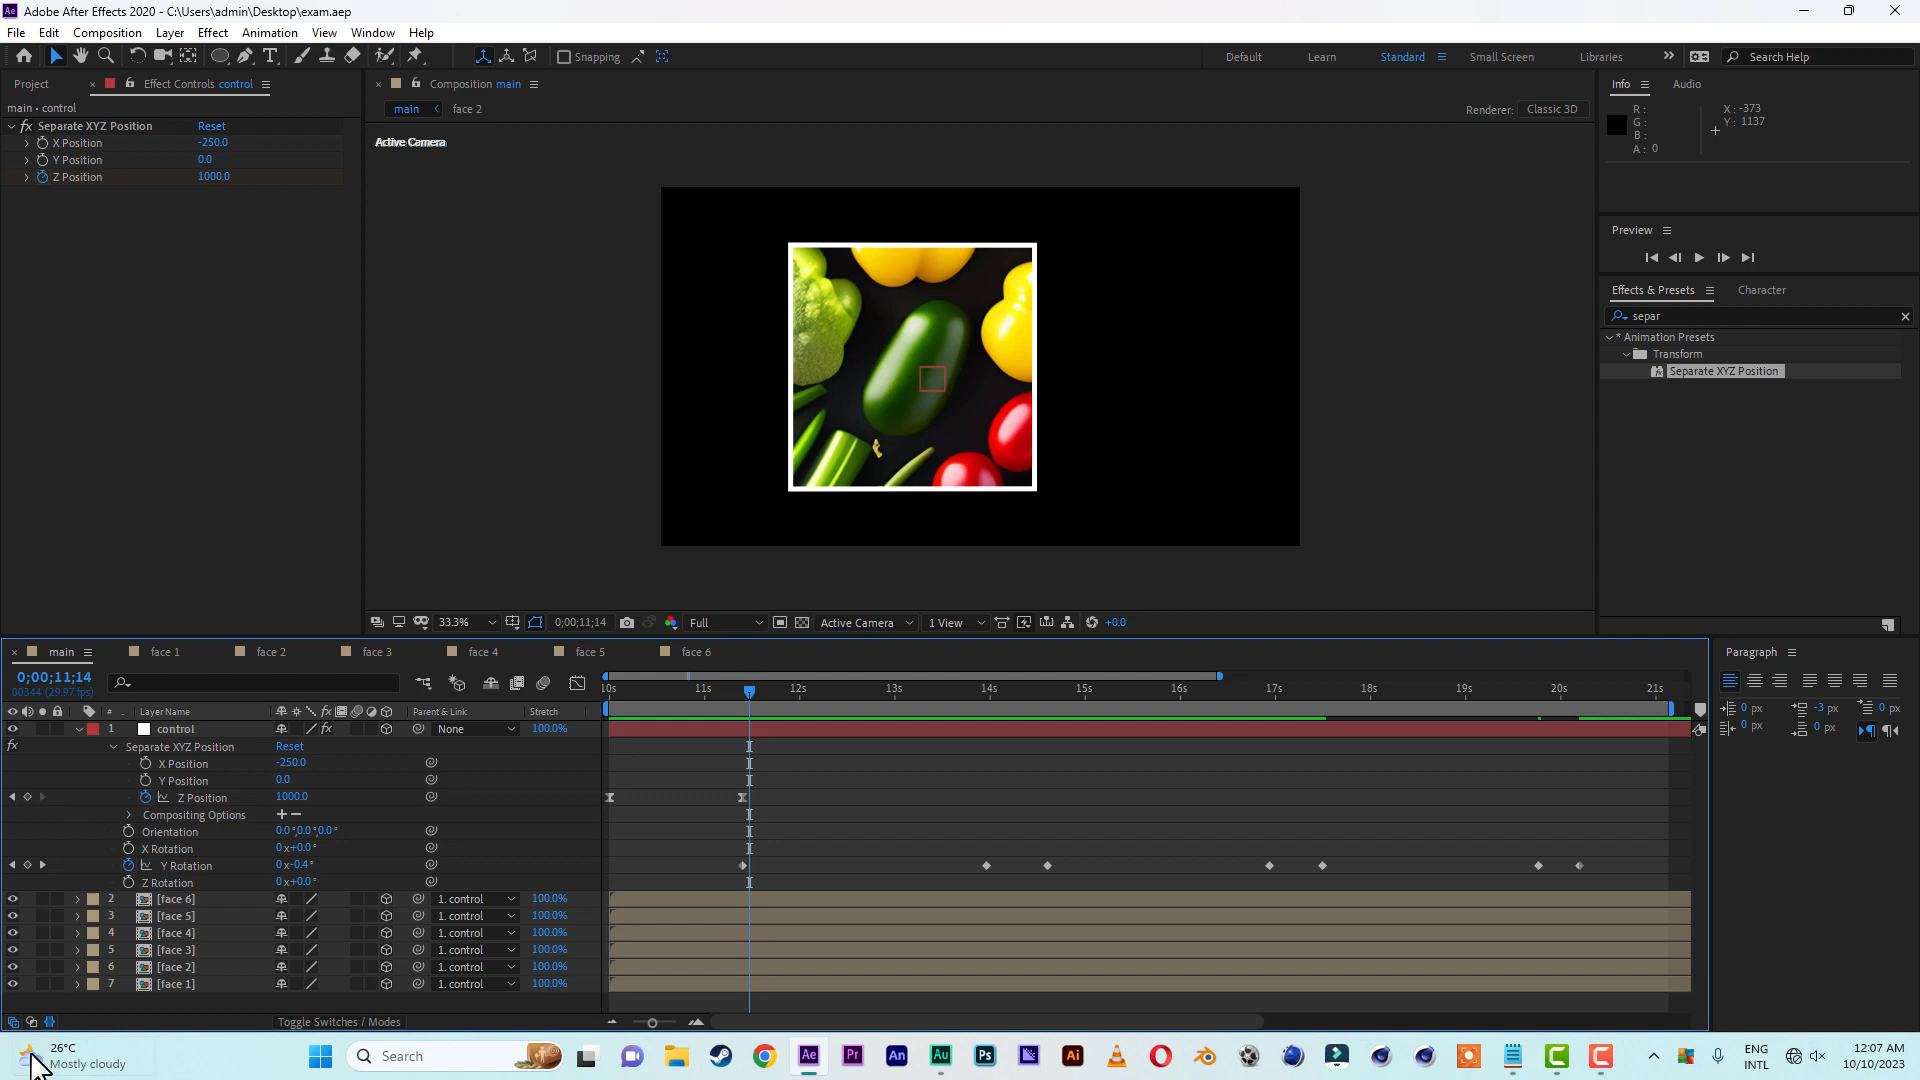 Adobe After Effects 2020 - C:\Users\admin\Desktop\exam.aep
File Edit Composition Layer Effect Animation View Window Help
Snapping Default Learn Standard Small Screen Libraries Search Help
Project Effect Controls control
main • control
Separate XYZ Position Reset
X Position -250.0
Y Position 0.0
Z Position 1000.0
Composition main
main face 2
Renderer: Classic 3D
Active Camera
33.3% 0;00;11;14 Full Active Camera 1 View +0.0
Info Audio
R: X: -373
G: Y: 1137
B:
A: 0
Preview
Effects & Presets Character
separ
* Animation Presets
Transform
Separate XYZ Position
main face 1 face 2 face 3 face 4 face 5 face 6
0;00;11;14
00344 (29.97 fps)
10s 11s 12s 13s 14s 15s 16s 17s 18s 19s 20s 21s
# Layer Name fx Parent & Link Stretch
1 control fx None 100.0%
fx Separate XYZ Position Reset
X Position -250.0
Y Position 0.0
Z Position 1000.0
Compositing Options + −
Orientation 0.0°,0.0°,0.0°
X Rotation 0x+0.0°
Y Rotation 0x-0.4°
Z Rotation 0x+0.0°
2 [face 6] 1. control 100.0%
3 [face 5] 1. control 100.0%
4 [face 4] 1. control 100.0%
5 [face 3] 1. control 100.0%
6 [face 2] 1. control 100.0%
7 [face 1] 1. control 100.0%
Toggle Switches / Modes
Paragraph
0 px -3 px 0 px
0 px 0 px
26°C
Mostly cloudy
Search
Ae Pr An Au Ps Ai
ENG
INTL
12:07 AM
10/10/2023